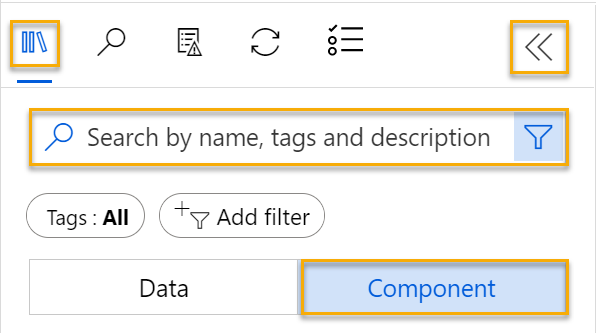 Search by name, tags and description
Tags : All
Add filter
Data
Component